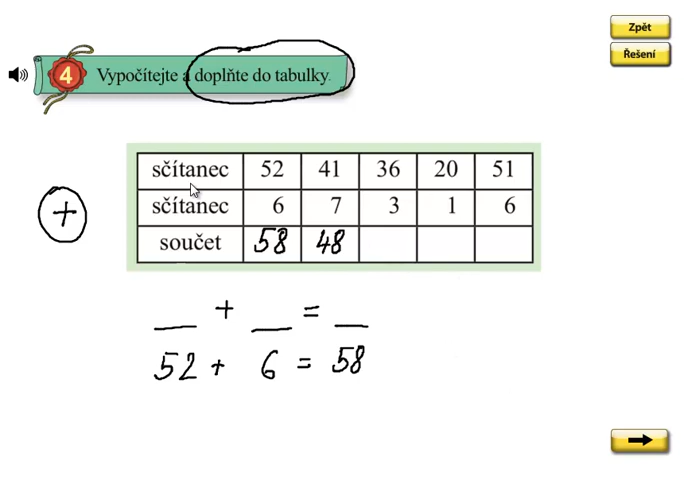 Zpět
Řešení
4 Vypočítejte a doplňte do tabulky.
sčítanec 52 41 36 20 51
+
sčítanec 6 7 3 1 6
součet 58 48
__ + __ = __
52 + 6 = 58